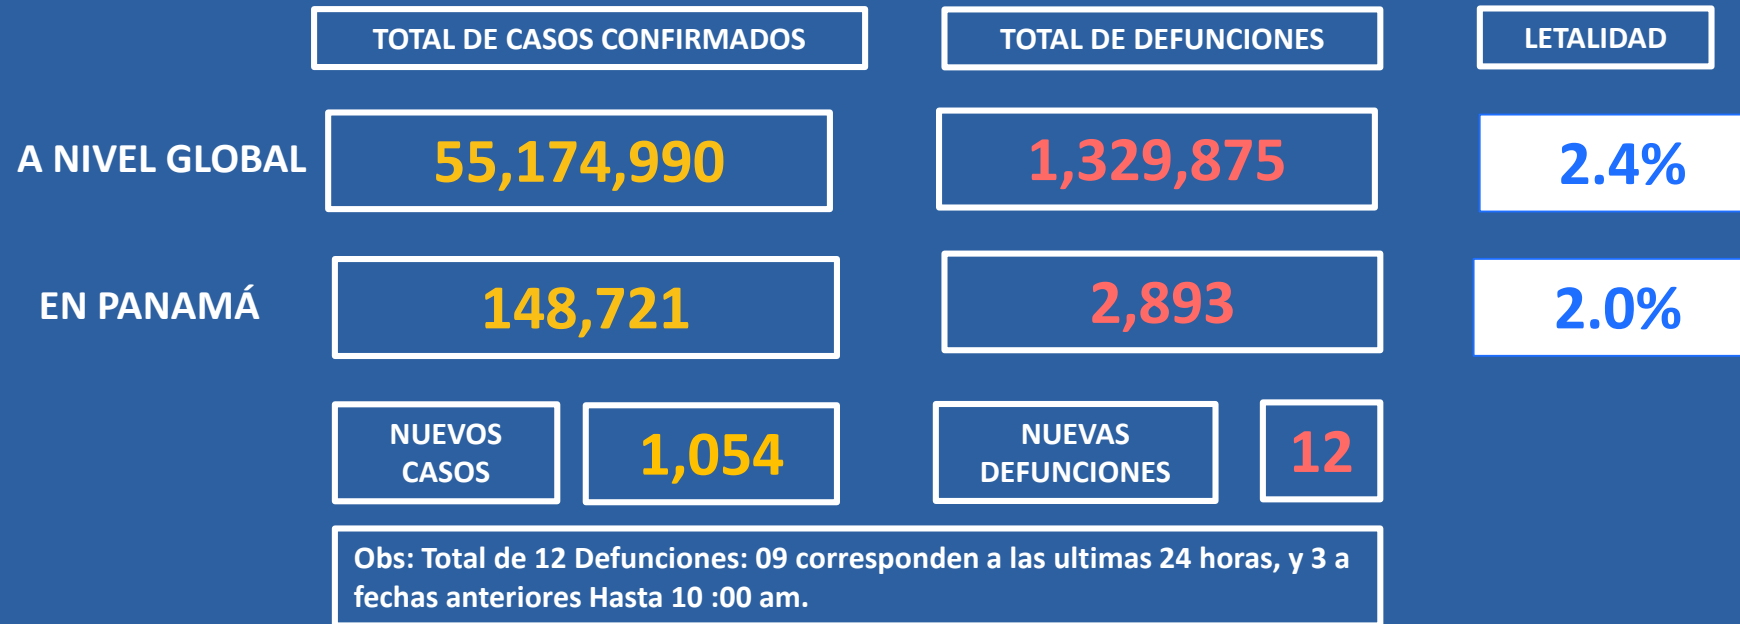 TOTAL DE CASOS CONFIRMADOS
TOTAL DE DEFUNCIONES
LETALIDAD
A NIVEL GLOBAL
55,174,990
1,329,875
2.4%
EN PANAMÁ
148,721
2,893
2.0%
NUEVOS
CASOS
1,054
NUEVAS
DEFUNCIONES
12
Obs: Total de 12 Defunciones: 09 corresponden a las ultimas 24 horas, y 3 a
fechas anteriores Hasta 10 :00 am.